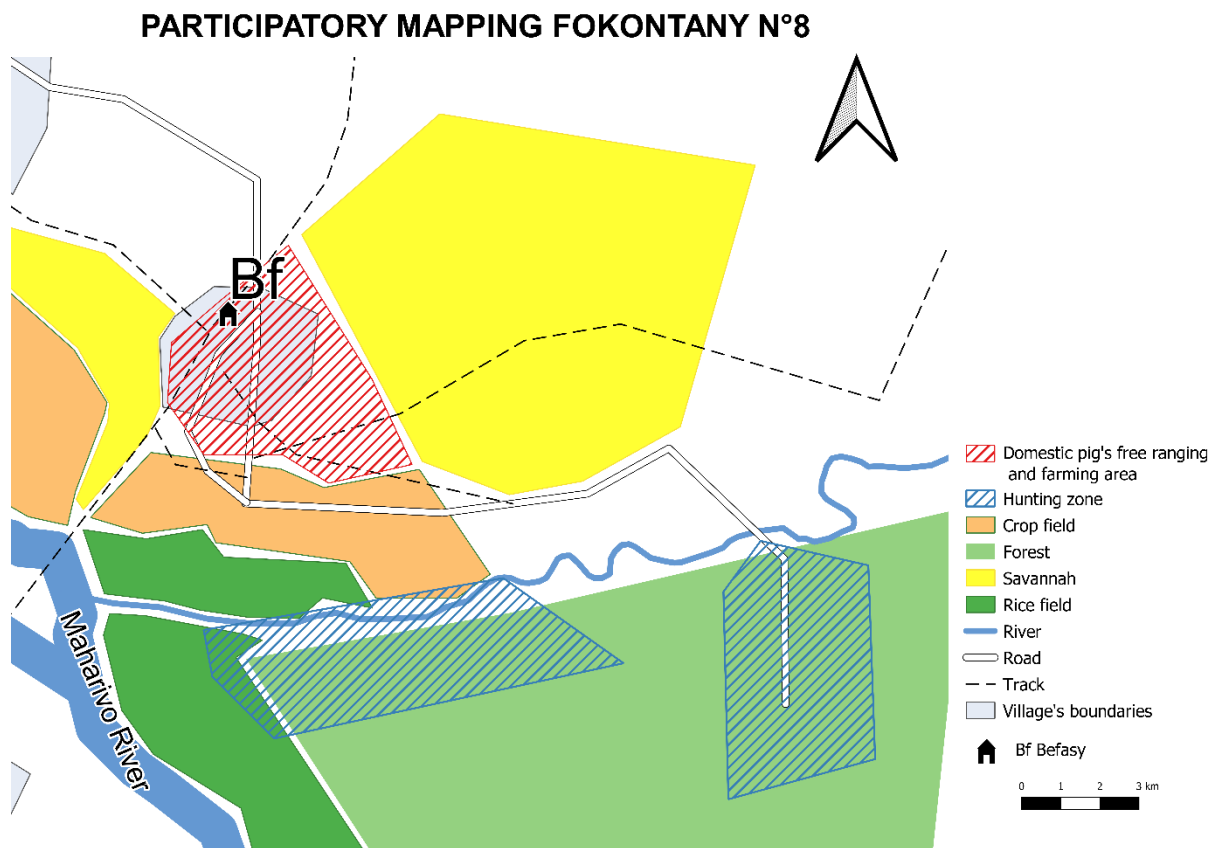 PARTICIPATORY MAPPING FOKONTANY N°8
Bf
Maharivo River
Domestic pig's free ranging
and farming area
Hunting zone
Crop field
Forest
Savannah
Rice field
River
Road
Track
Village's boundaries
Bf Befasy
0 1 2 3 km